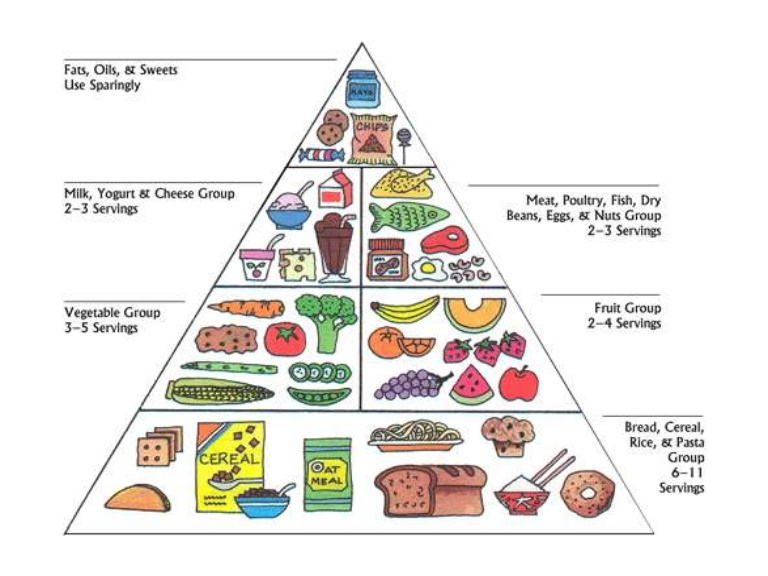 Fats, Oils, & Sweets
Use Sparingly
MAYO
CHIPS
Milk, Yogurt & Cheese Group
2–3 Servings
Meat, Poultry, Fish, Dry
Beans, Eggs, & Nuts Group
2–3 Servings
Vegetable Group
3–5 Servings
Fruit Group
2–4 Servings
Bread, Cereal,
Rice, & Pasta
Group
6–11
Servings
CEREAL
OAT
MEAL